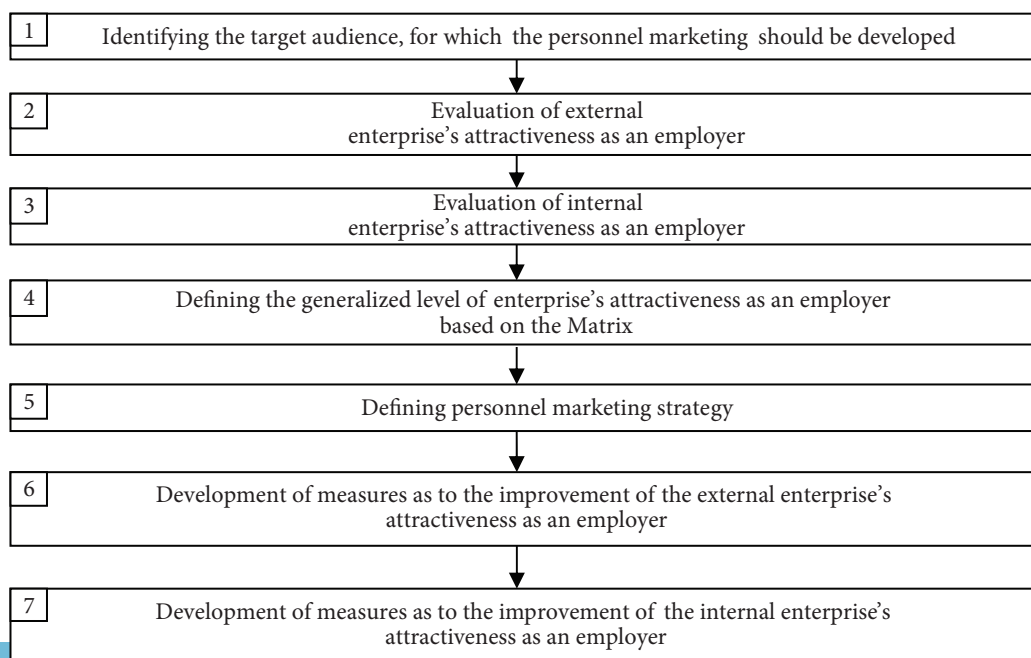 1
Identifying the target audience, for which the personnel marketing should be developed
2
Evaluation of external
enterprise’s attractiveness as an employer
3
Evaluation of internal
enterprise’s attractiveness as an employer
4
Defining the generalized level of enterprise’s attractiveness as an employer
based on the Matrix
5
Defining personnel marketing strategy
6
Development of measures as to the improvement of the external enterprise’s
attractiveness as an employer
7
Development of measures as to the improvement of the internal enterprise’s
attractiveness as an employer